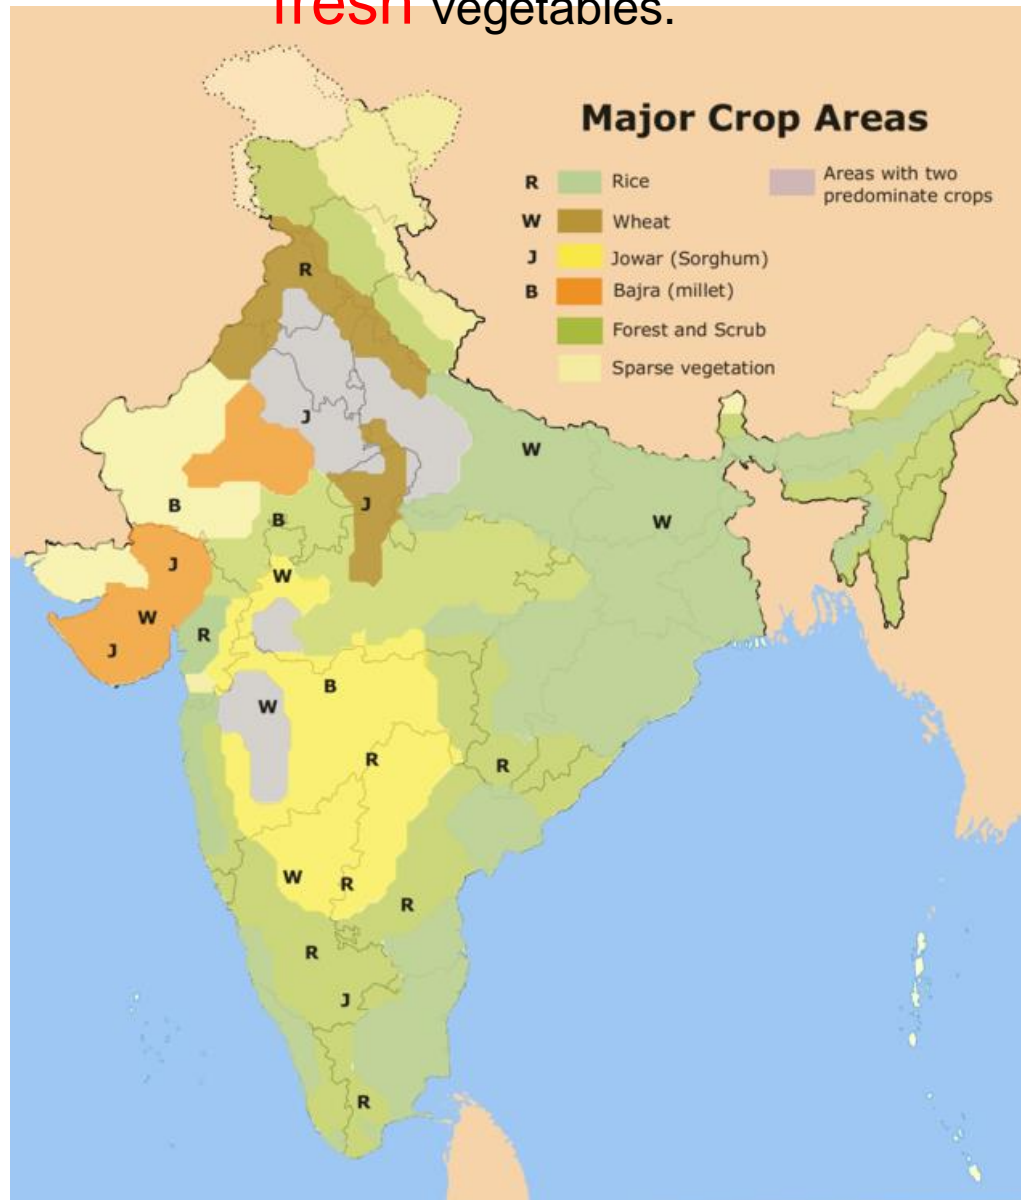 fresh vegetables.
Major Crop Areas
R Rice
W Wheat
J Jowar (Sorghum)
B Bajra (millet)
Forest and Scrub
Sparse vegetation
Areas with two
predominate crops
R
J
W
B
B
J
W
J
W
W
R
J
B
W
R
R
W
R
R
R
J
R